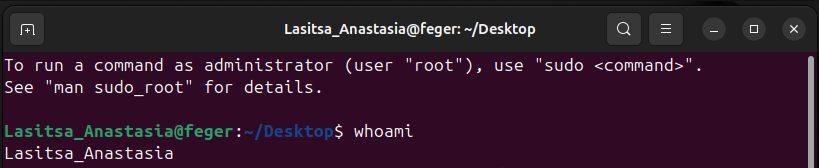 Lasitsa_Anastasia@feger: ~/Desktop
To run a command as administrator (user "root"), use "sudo <command>".
See "man sudo_root" for details.
Lasitsa_Anastasia@feger:~/Desktop$ whoami
Lasitsa_Anastasia